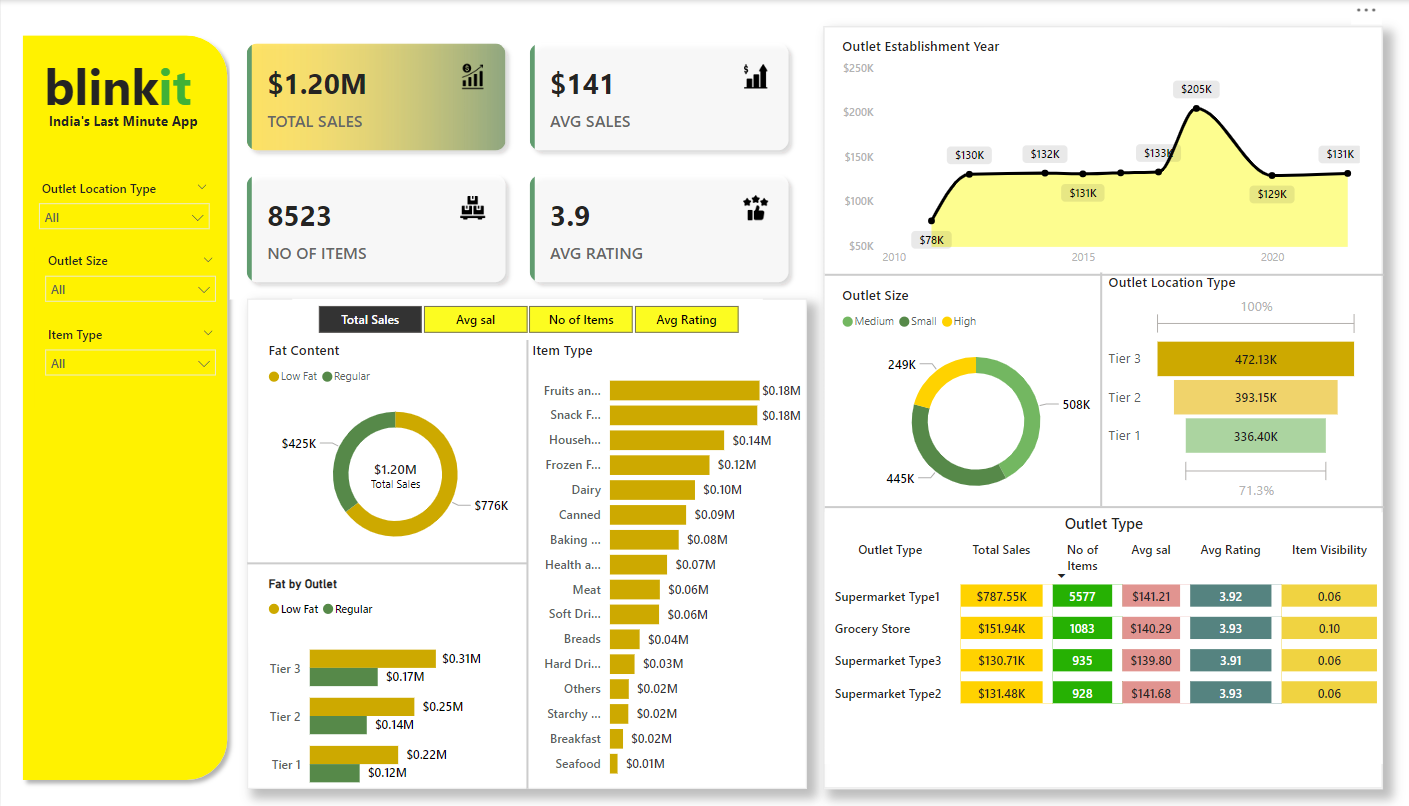 blinkit
India's Last Minute App
Outlet Location Type
All
Outlet Size
All
Item Type
All
$1.20M
TOTAL SALES
$141
AVG SALES
8523
NO OF ITEMS
3.9
AVG RATING
Total Sales Avg sal No of Items Avg Rating
Fat Content
Low Fat Regular
$425K
$1.20M
Total Sales
$776K
Fat by Outlet
Low Fat Regular
Tier 3 $0.31M
$0.17M
Tier 2 $0.25M
$0.14M
Tier 1 $0.22M
$0.12M
Item Type
Fruits an... $0.18M
Snack F... $0.18M
Househ... $0.14M
Frozen F... $0.12M
Dairy $0.10M
Canned $0.09M
Baking ... $0.08M
Health a... $0.07M
Meat $0.06M
Soft Dri... $0.06M
Breads $0.04M
Hard Dri... $0.03M
Others $0.02M
Starchy ... $0.02M
Breakfast $0.02M
Seafood $0.01M
Outlet Establishment Year
$250K
$200K
$150K
$100K
$50K
$78K
$130K
$132K
$131K
$133K
$205K
$129K
$131K
2010 2015 2020
Outlet Size
Medium Small High
249K
508K
445K
Outlet Location Type
100%
Tier 3 472.13K
Tier 2 393.15K
Tier 1 336.40K
71.3%
Outlet Type
Outlet Type Total Sales No of Items Avg sal Avg Rating Item Visibility
Supermarket Type1 $787.55K 5577 $141.21 3.92 0.06
Grocery Store $151.94K 1083 $140.29 3.93 0.10
Supermarket Type3 $130.71K 935 $139.80 3.91 0.06
Supermarket Type2 $131.48K 928 $141.68 3.93 0.06